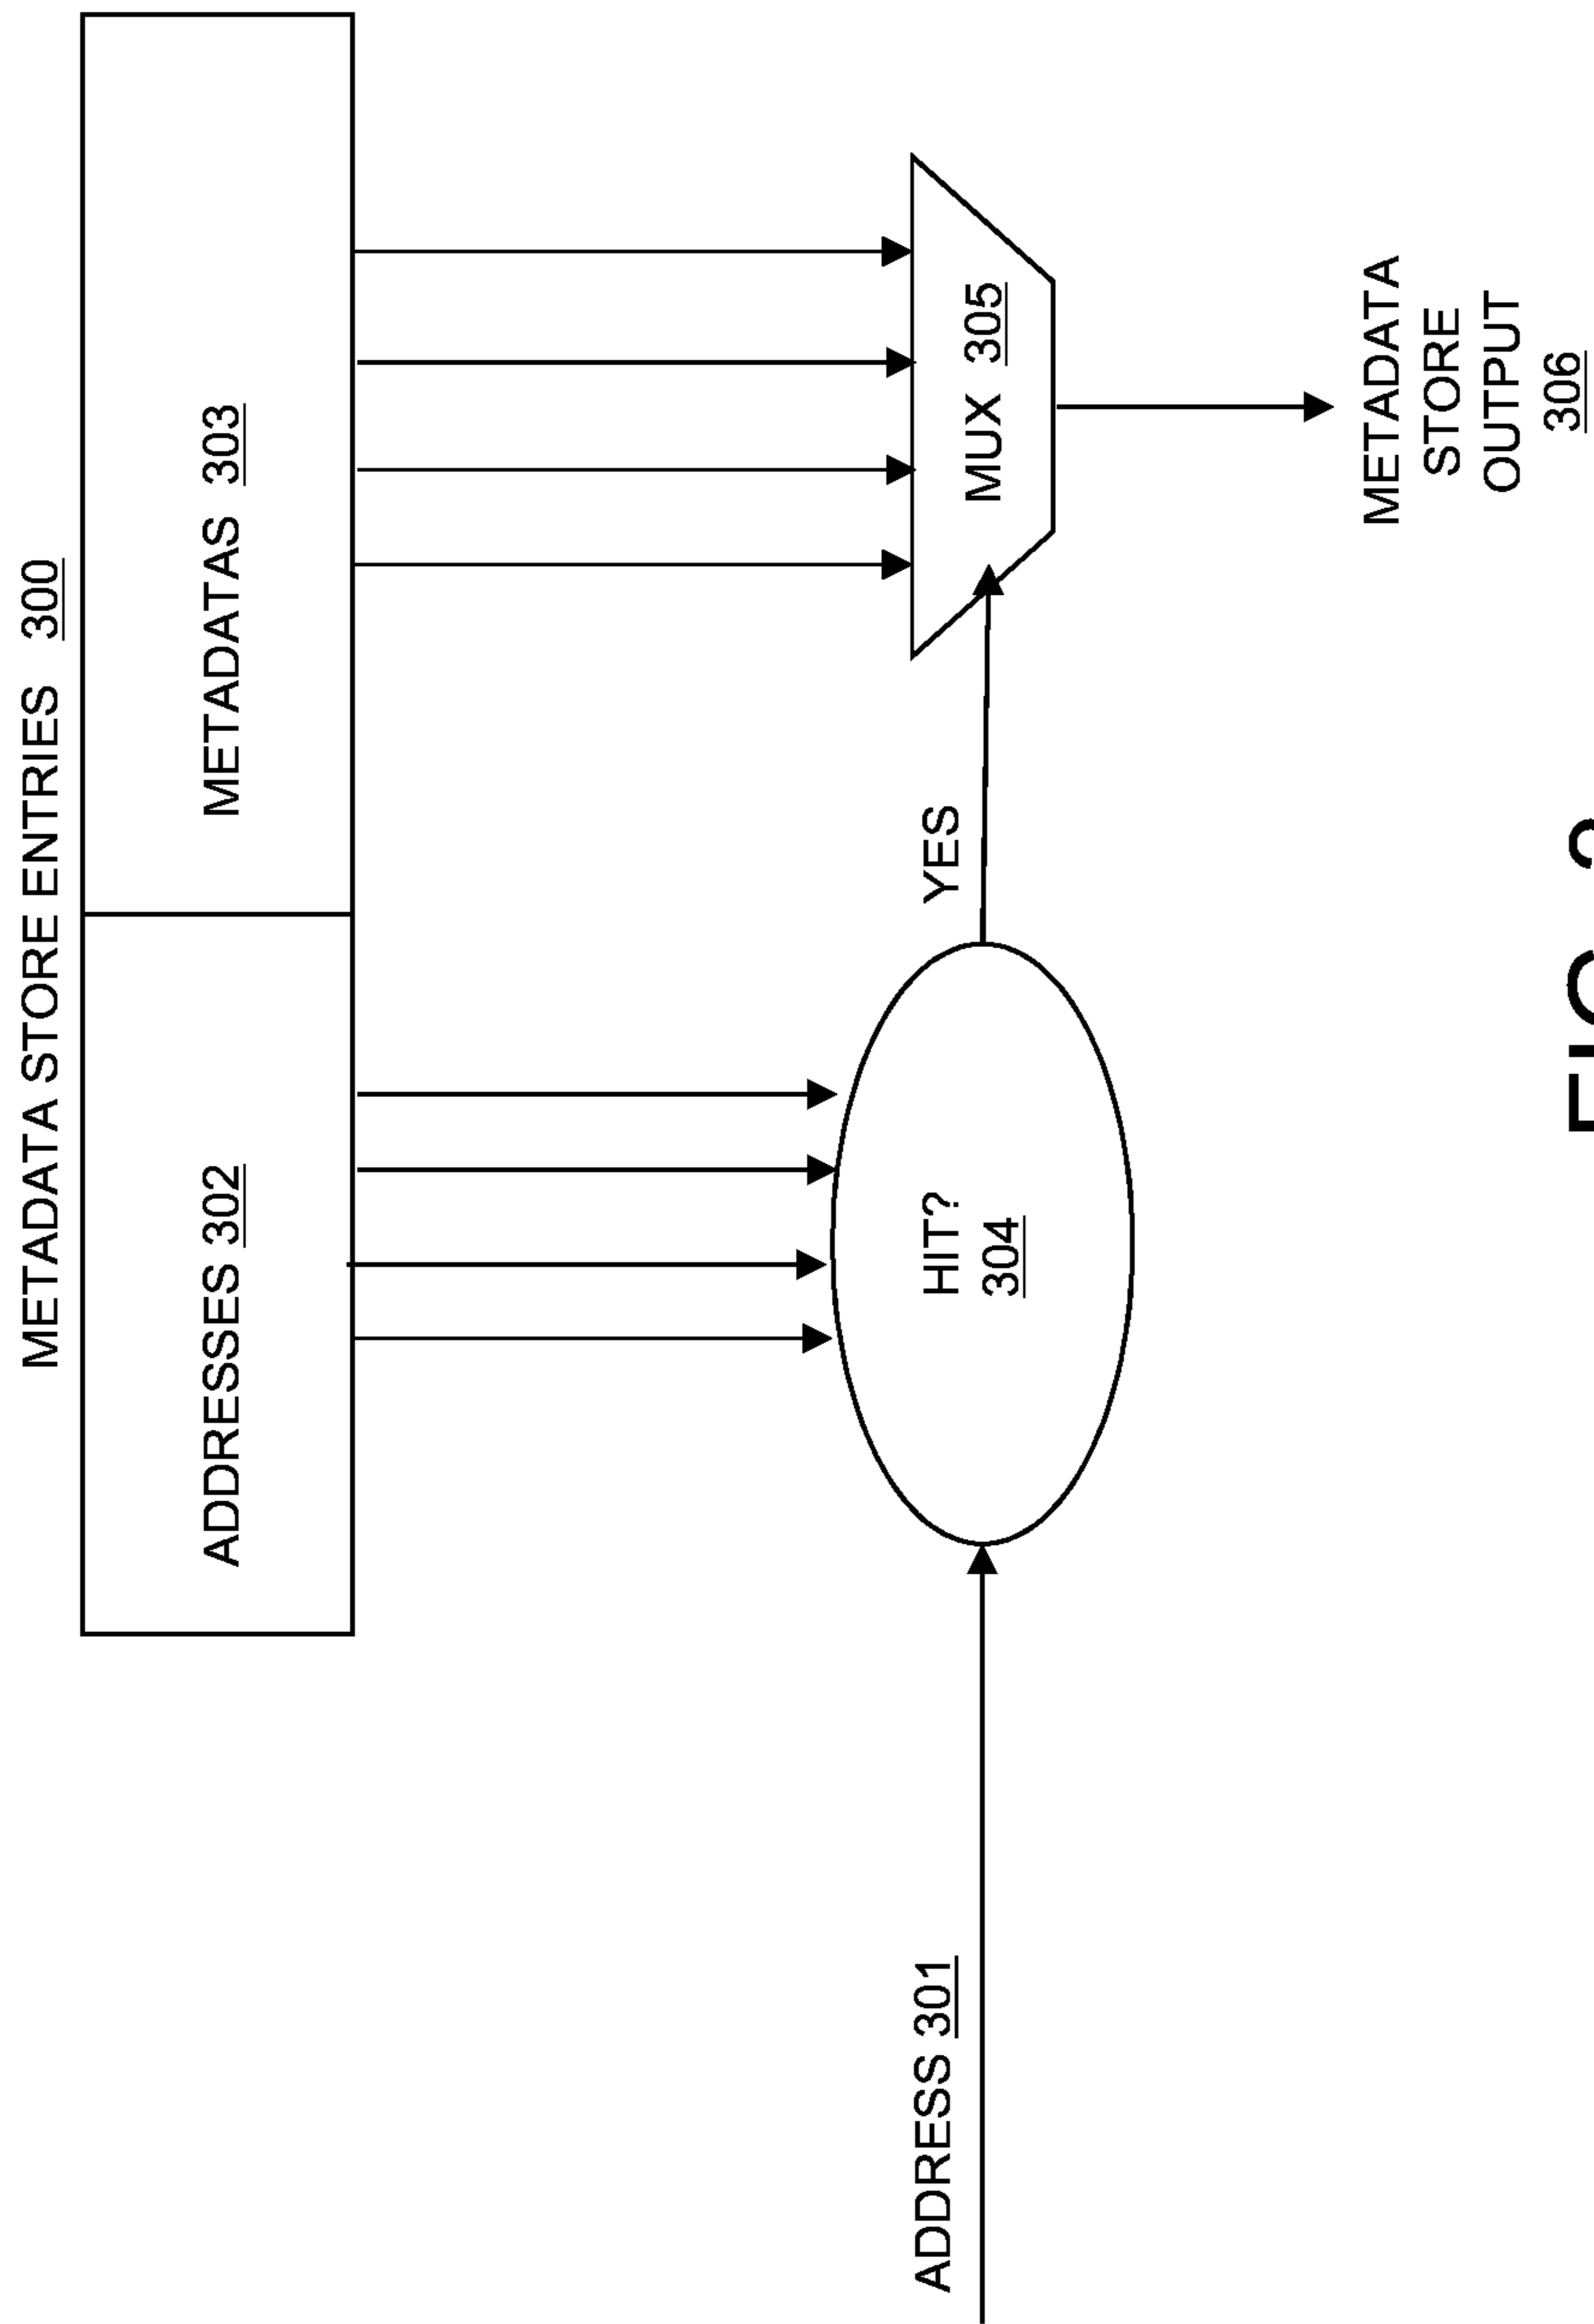 METADATA STORE ENTRIES 300
ADDRESSES 302
METADATAS 303
ADDRESS 301
HIT?
304
YES
MUX 305
METADATA
STORE
OUTPUT
306